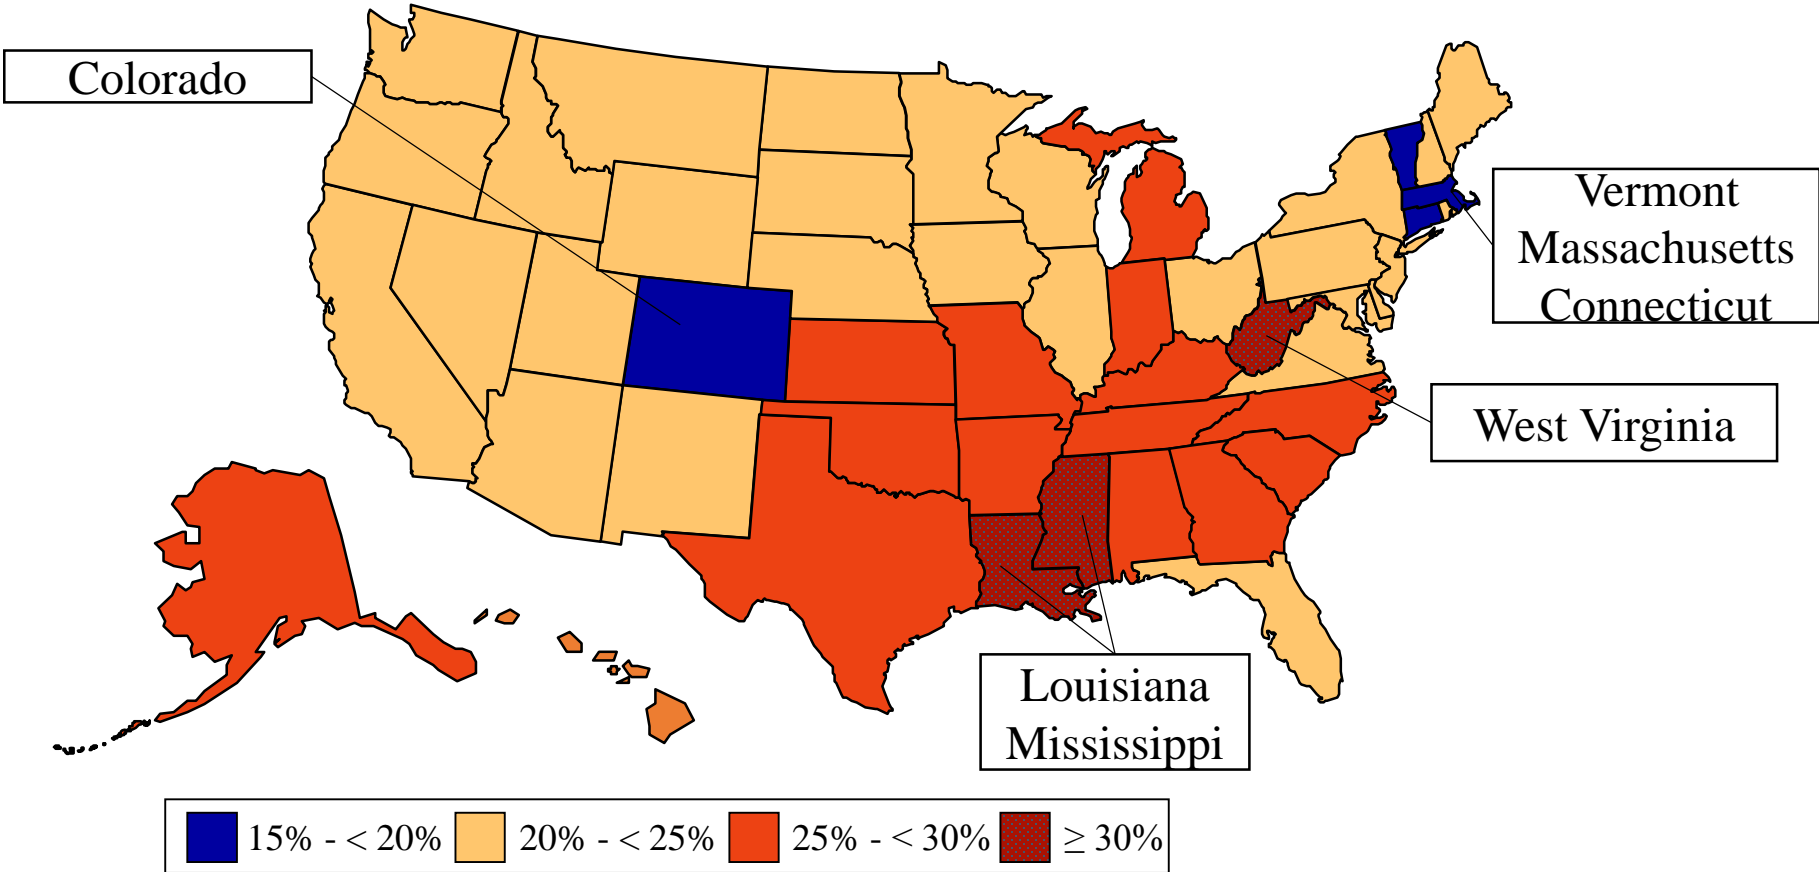 Colorado
Vermont
Massachusetts
Connecticut
West Virginia
Louisiana
Mississippi
15% - < 20% 20% - < 25% 25% - < 30% ≥ 30%